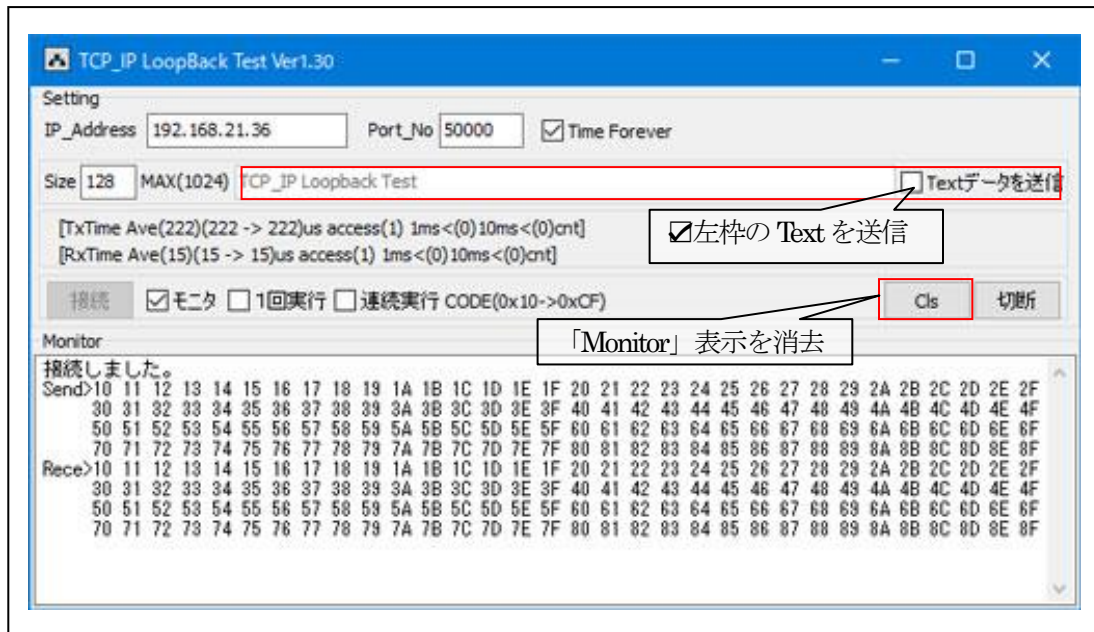 TCP_IP LoopBack Test Ver1.30
Setting
IP_Address 192.168.21.36 Port_No 50000 Time Forever
Size 128 MAX(1024) TCP_IP Loopback Test Textデータを送信
[TxTime Ave(222)(222 -> 222)us access(1) 1ms<(0)10ms<(0)cnt]
☑左枠の Text を送信
[RxTime Ave(15)(15 -> 15)us access(1) 1ms<(0)10ms<(0)cnt]
接続 モニタ 1回実行 連続実行 CODE(0x10->0xCF) Cls 切断
「Monitor」表示を消去
Monitor
接続しました。
Send>10 11 12 13 14 15 16 17 18 19 1A 1B 1C 1D 1E 1F 20 21 22 23 24 25 26 27 28 29 2A 2B 2C 2D 2E 2F
30 31 32 33 34 35 36 37 38 39 3A 3B 3C 3D 3E 3F 40 41 42 43 44 45 46 47 48 49 4A 4B 4C 4D 4E 4F
50 51 52 53 54 55 56 57 58 59 5A 5B 5C 5D 5E 5F 60 61 62 63 64 65 66 67 68 69 6A 6B 6C 6D 6E 6F
70 71 72 73 74 75 76 77 78 79 7A 7B 7C 7D 7E 7F 80 81 82 83 84 85 86 87 88 89 8A 8B 8C 8D 8E 8F
Rece>10 11 12 13 14 15 16 17 18 19 1A 1B 1C 1D 1E 1F 20 21 22 23 24 25 26 27 28 29 2A 2B 2C 2D 2E 2F
30 31 32 33 34 35 36 37 38 39 3A 3B 3C 3D 3E 3F 40 41 42 43 44 45 46 47 48 49 4A 4B 4C 4D 4E 4F
50 51 52 53 54 55 56 57 58 59 5A 5B 5C 5D 5E 5F 60 61 62 63 64 65 66 67 68 69 6A 6B 6C 6D 6E 6F
70 71 72 73 74 75 76 77 78 79 7A 7B 7C 7D 7E 7F 80 81 82 83 84 85 86 87 88 89 8A 8B 8C 8D 8E 8F